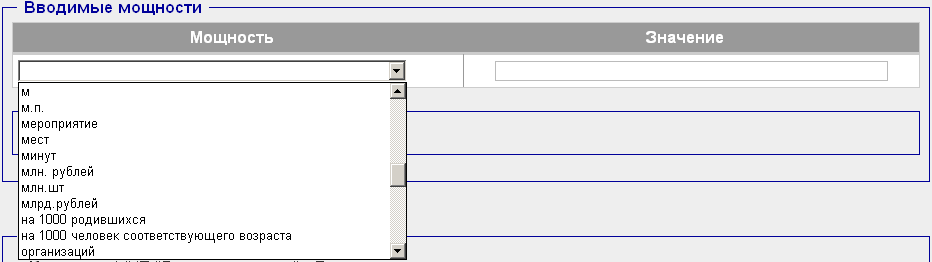 Вводимые мощности
Мощность Значение
м
м.п.
мероприятие
мест
минут
млн. рублей
млн.шт
млрд.рублей
на 1000 родившихся
на 1000 человек соответствующего возраста
организаций